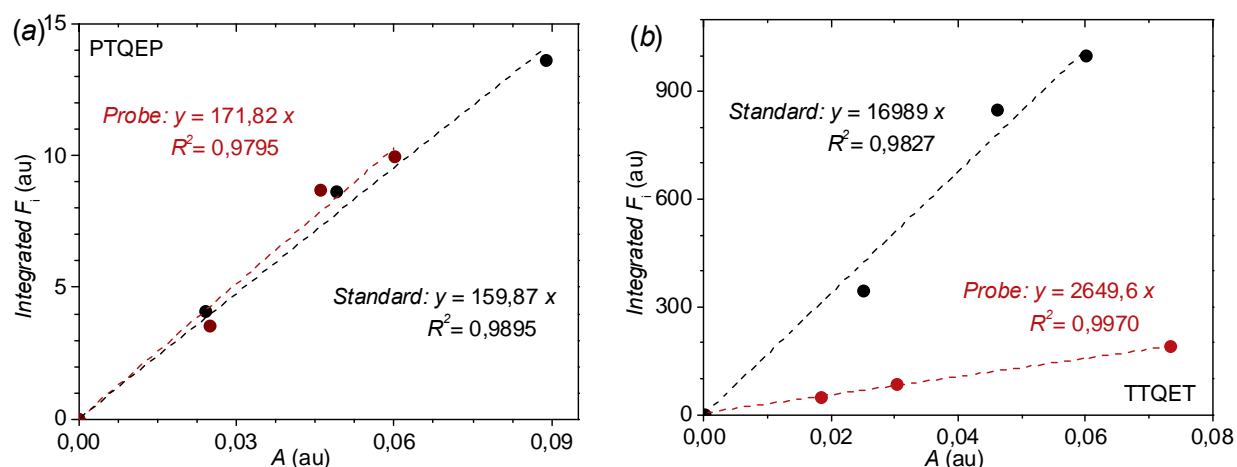 (a)
PTQEP
Probe: y = 171,82 x
R²= 0,9795
Standard: y = 159,87 x
R²= 0,9895
15
10
5
0
0,00 0,03 0,06 0,09
A (au)
Integrated Fᵢ (au)
(b)
Standard: y = 16989 x
R²= 0,9827
Probe: y = 2649,6 x
R²= 0,9970
TTQET
900
600
300
0
0,00 0,02 0,04 0,06 0,08
A (au)
Integrated Fᵢ (au)